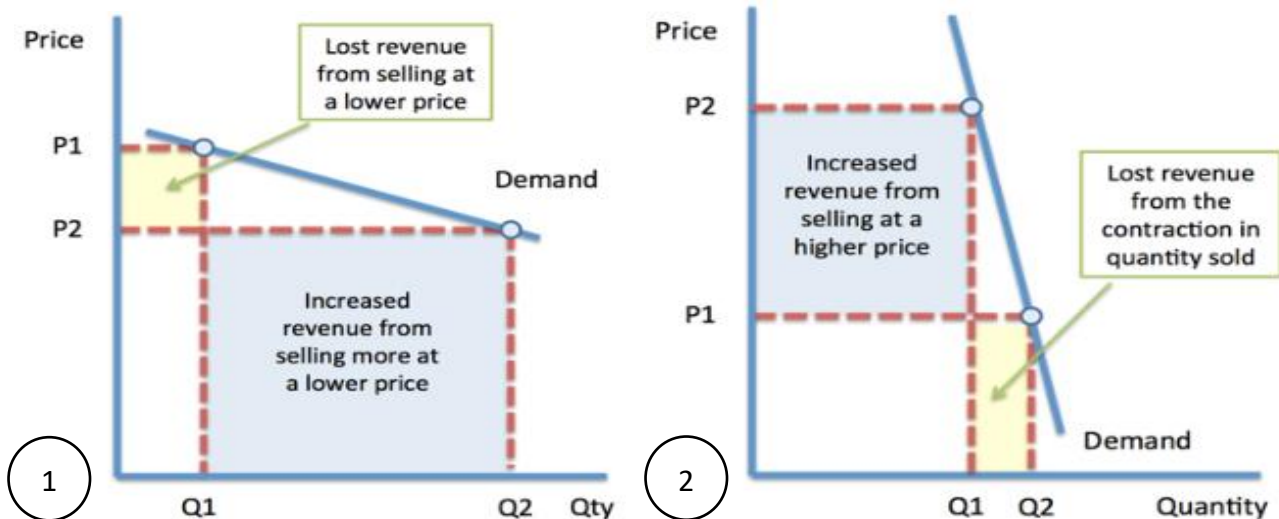 Price
Lost revenue
from selling at
a lower price
P1
Demand
P2
Increased
revenue from
selling more at
a lower price
1
Q1
Q2
Qty
Price
P2
Increased
revenue from
selling at a
higher price
Lost revenue
from the
contraction in
quantity sold
P1
Demand
2
Q1
Q2
Quantity